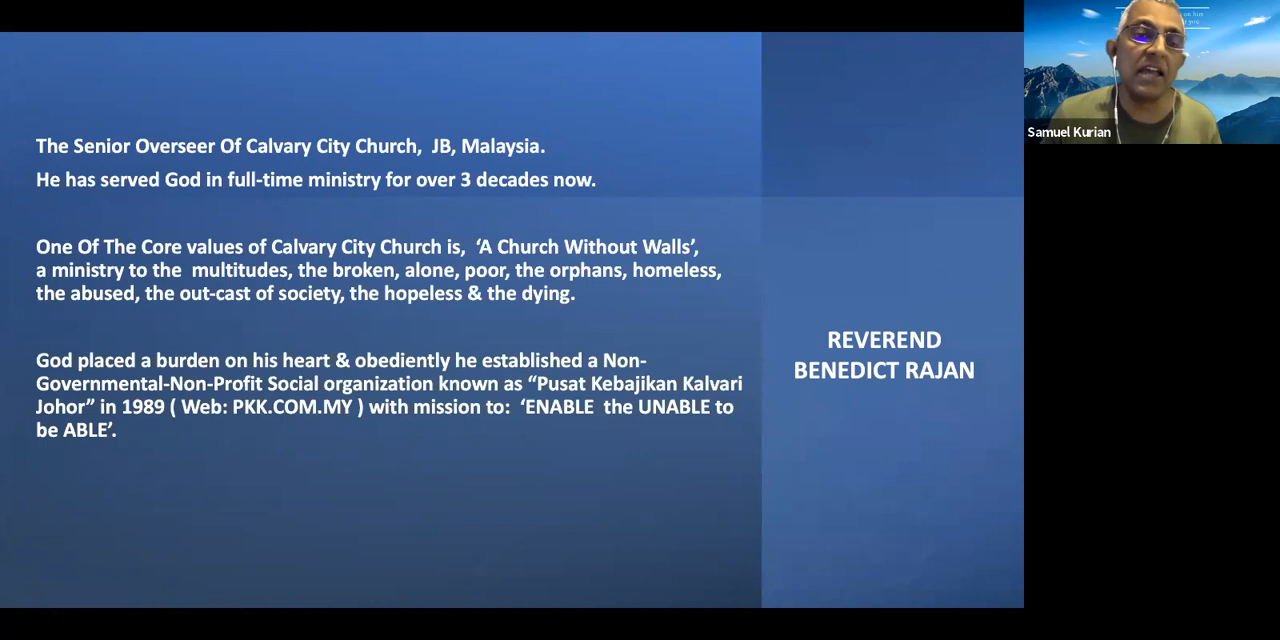 The Senior Overseer Of Calvary City Church,  JB, Malaysia.
He has served God in full-time ministry for over 3 decades now.
One Of The Core values of Calvary City Church is,  ‘A Church Without Walls’,
a ministry to the  multitudes, the broken, alone, poor, the orphans, homeless,
the abused, the out-cast of society, the hopeless & the dying.
God placed a burden on his heart & obediently he established a Non-
Governmental-Non-Profit Social organization known as “Pusat Kebajikan Kalvari
Johor” in 1989 ( Web: PKK.COM.MY ) with mission to:  ‘ENABLE  the UNABLE to
be ABLE’.
REVEREND
BENEDICT RAJAN
on him
you
Samuel Kurian